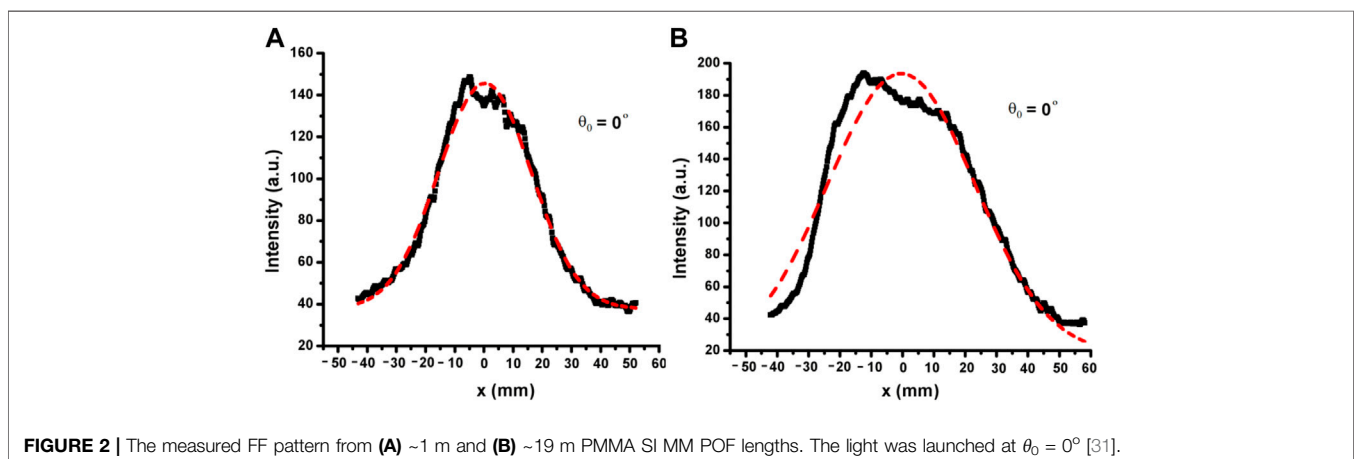 A
160
140
120
100
80
60
40
20
Intensity (a.u.)
θ₀ = 0°
−50 −40 −30 −20 −10 0 10 20 30 40 50 60
x (mm)
B
200
180
160
140
120
100
80
60
40
20
Intensity (a.u.)
θ₀ = 0°
−50 −40 −30 −20 −10 0 10 20 30 40 50 60
x (mm)
FIGURE 2 | The measured FF pattern from (A) ~1 m and (B) ~19 m PMMA SI MM POF lengths. The light was launched at θ₀ = 0° [31].